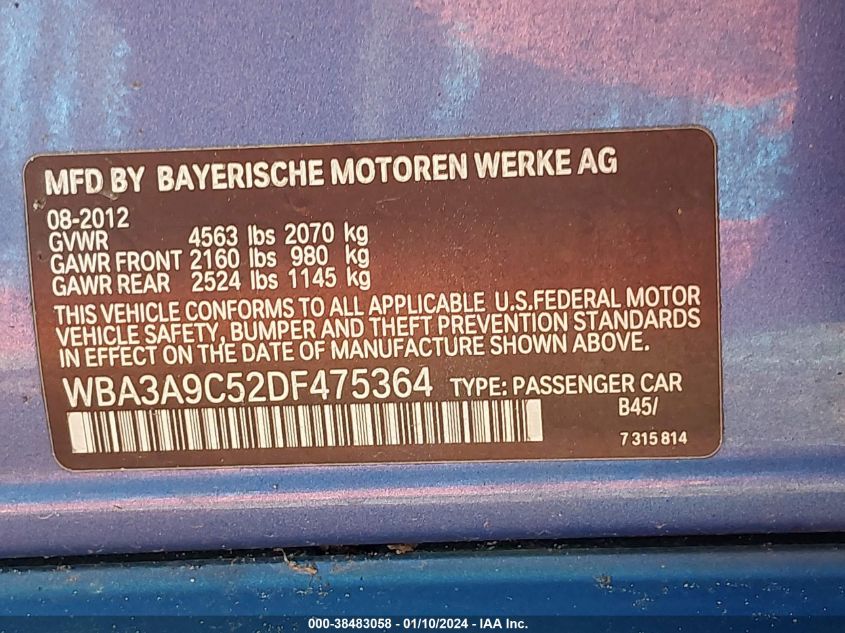 MFD BY BAYERISCHE MOTOREN WERKE AG
08-2012
GVWR 4563 lbs 2070 kg
GAWR FRONT 2160 lbs 980 kg
GAWR REAR 2524 lbs 1145 kg
THIS VEHICLE CONFORMS TO ALL APPLICABLE U.S.FEDERAL MOTOR
VEHICLE SAFETY, BUMPER AND THEFT PREVENTION STANDARDS
IN EFFECT ON THE DATE OF MANUFACTURE SHOWN ABOVE.
WBA3A9C52DF475364 TYPE: PASSENGER CAR
B45/
7 315 814
000-38483058 - 01/10/2024 - IAA Inc.